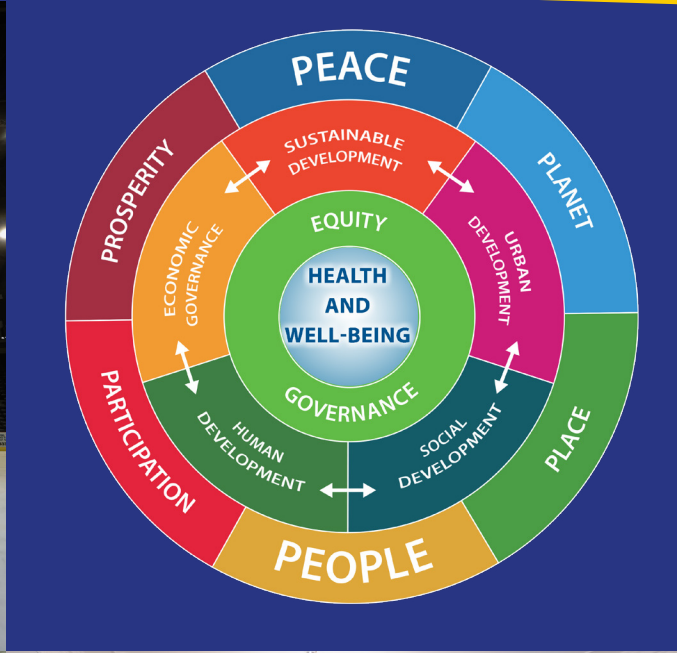 PEACE
PLANET
PLACE
PEOPLE
PARTICIPATION
PROSPERITY
SUSTAINABLE
DEVELOPMENT
URBAN
DEVELOPMENT
SOCIAL
DEVELOPMENT
HUMAN
DEVELOPMENT
ECONOMIC
GOVERNANCE
EQUITY
GOVERNANCE
HEALTH
AND
WELL-BEING